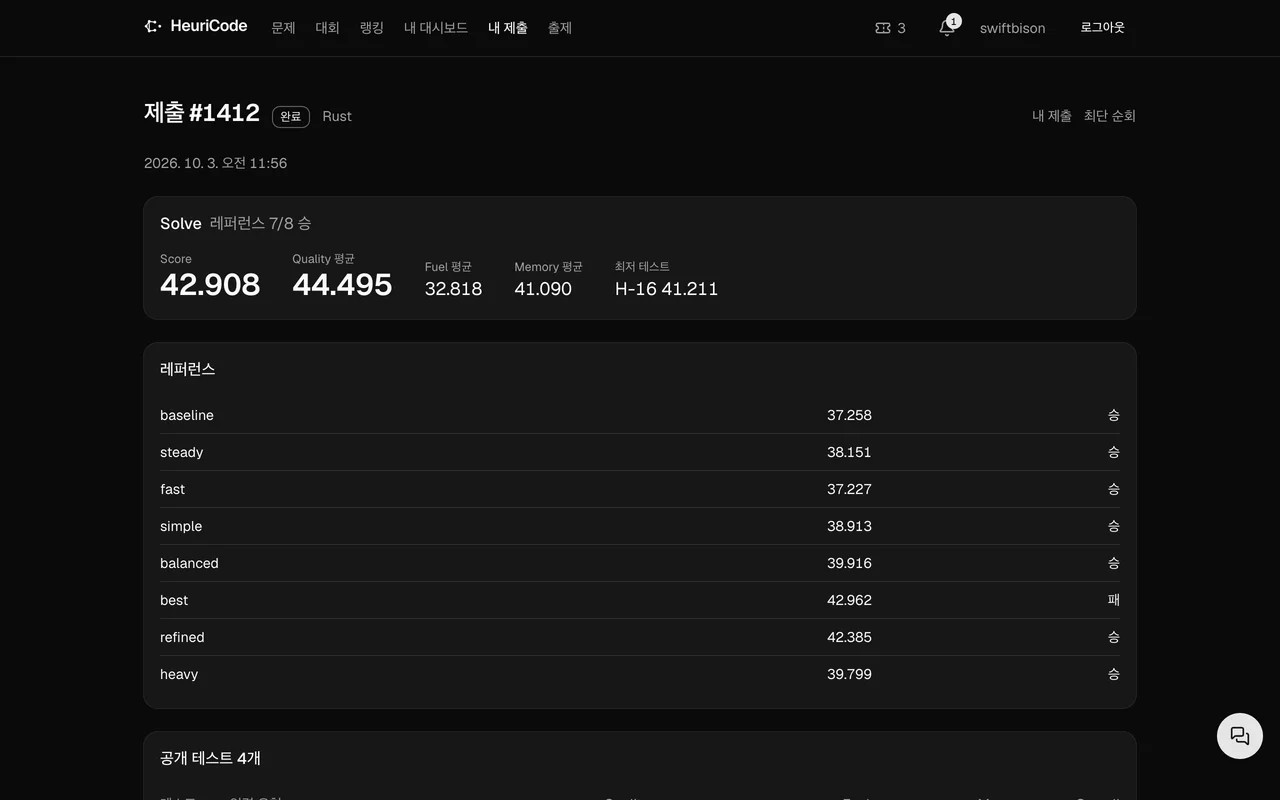 HeuriCode 문제 대회 랭킹 내 대시보드 내 제출 출제 3 1 swiftbison 로그아웃
제출 #1412 완료 Rust 내 제출 최단 순회
2026. 10. 3. 오전 11:56
Solve 레퍼런스 7/8 승
Score Quality 평균 Fuel 평균 Memory 평균 최저 테스트
42.908 44.495 32.818 41.090 H-16 41.211
레퍼런스
baseline 37.258 승
steady 38.151 승
fast 37.227 승
simple 38.913 승
balanced 39.916 승
best 42.962 패
refined 42.385 승
heavy 39.799 승
공개 테스트 4개